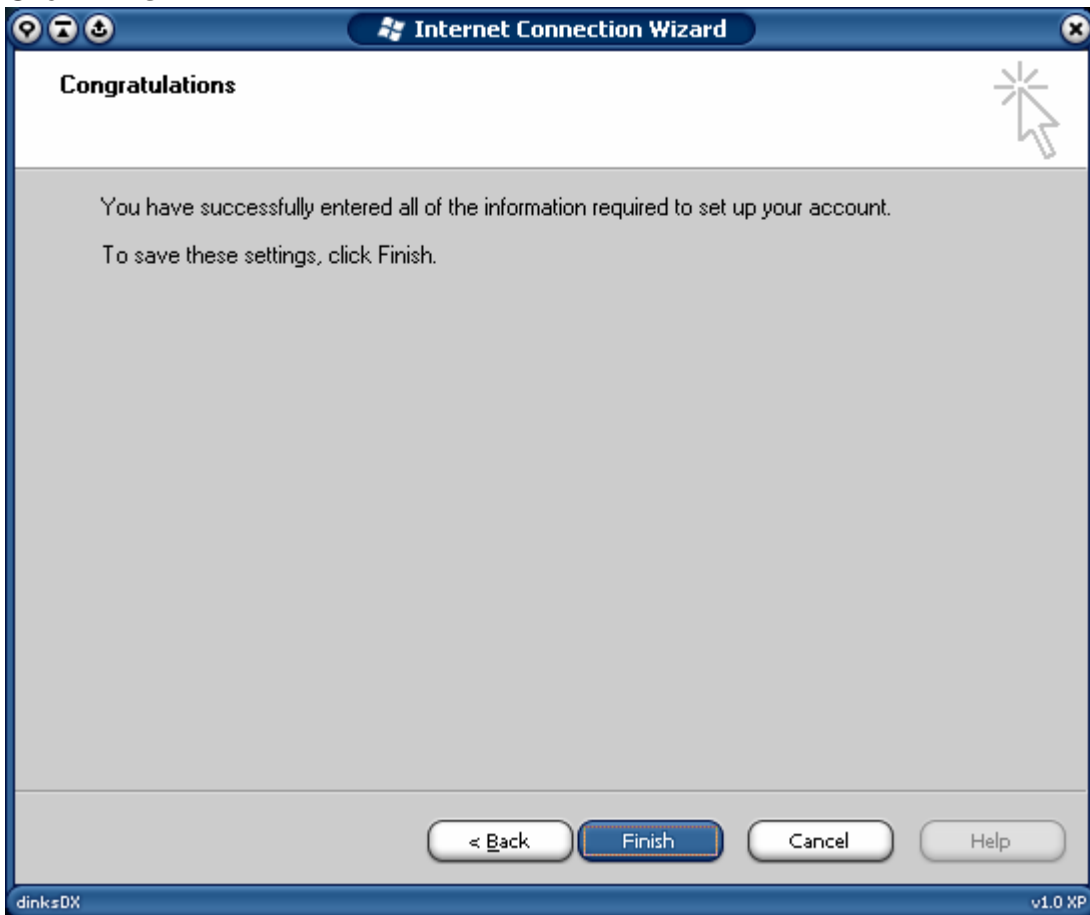 Internet Connection Wizard
Congratulations
You have successfully entered all of the information required to set up your account.
To save these settings, click Finish.
< Back
Finish
Cancel
Help
dinksDX
v1.0 XP